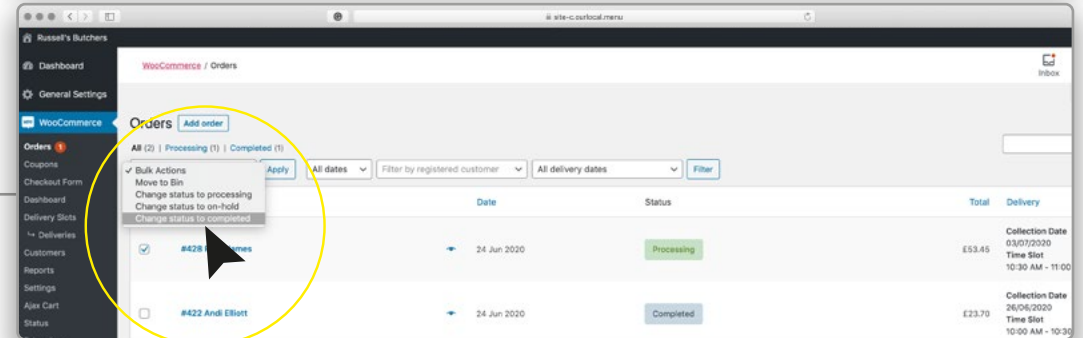 site-c.ourlocal.menu
Russell's Butchers
Dashboard
WooCommerce / Orders
Inbox
General Settings
WooCommerce
Orders Add order
Orders 1
All (2) | Processing (1) | Completed (1)
Coupons
Bulk Actions
Apply
All dates
Filter by registered customer
All delivery dates
Filter
Checkout Form
Move to Bin
Change status to processing
Dashboard
Change status to on-hold
Date
Status
Total
Delivery
Delivery Slots
Change status to completed
Deliveries
Customers
Reports
Settings
Ajax Cart
Status
#428
24 Jun 2020
Processing
£53.45
Collection Date
03/07/2020
Time Slot
10:30 AM - 11:00
#422 Andi Elliott
24 Jun 2020
Completed
£23.70
Collection Date
26/06/2020
Time Slot
10:00 AM - 10:30